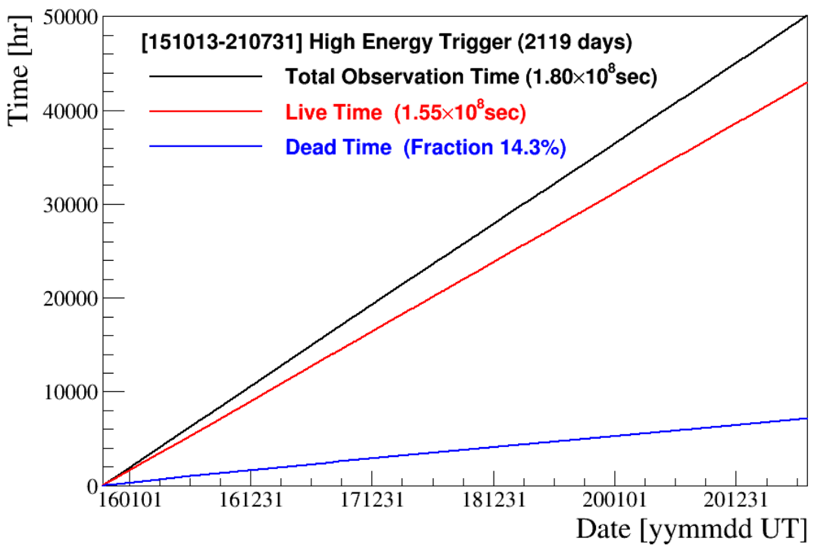 Time [hr]
50000
40000
30000
20000
10000
0
[151013-210731] High Energy Trigger (2119 days)
Total Observation Time (1.80×10⁸sec)
Live Time (1.55×10⁸sec)
Dead Time (Fraction 14.3%)
160101 161231 171231 181231 200101 201231
Date [yymmdd UT]